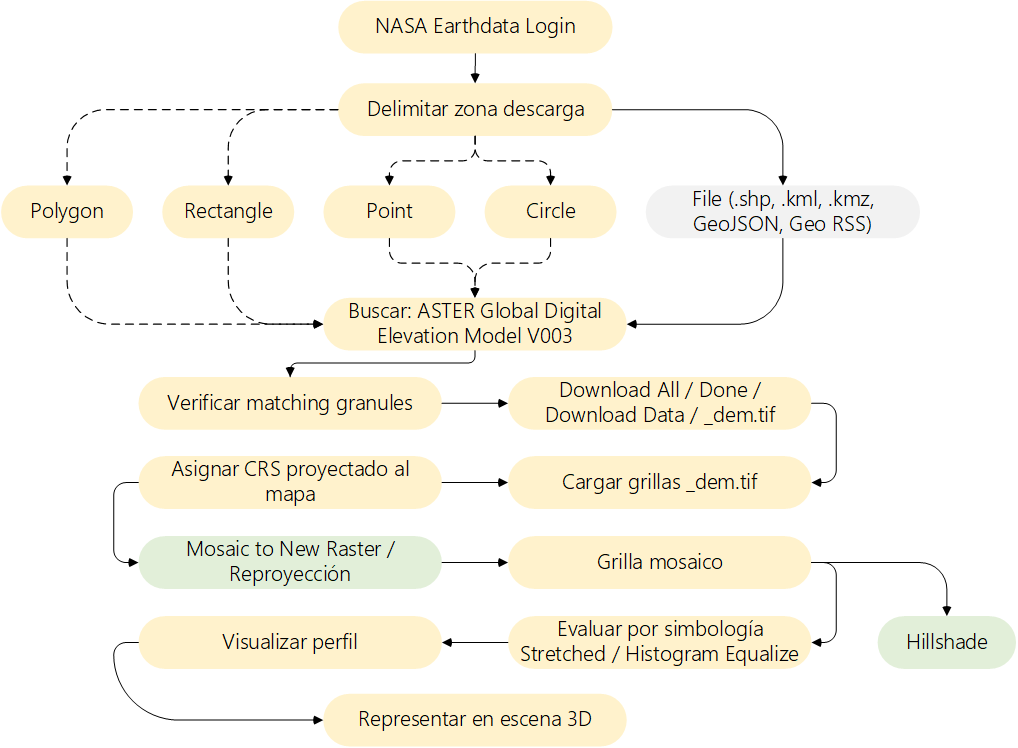 NASA Earthdata Login
Delimitar zona descarga
Polygon
Rectangle
Point
Circle
File (.shp, .kml, .kmz,
GeoJSON, Geo RSS)
Buscar: ASTER Global Digital
Elevation Model V003
Verificar matching granules
Download All / Done /
Download Data / _dem.tif
Asignar CRS proyectado al
mapa
Cargar grillas _dem.tif
Mosaic to New Raster /
Reproyección
Grilla mosaico
Visualizar perfil
Evaluar por simbología
Stretched / Histogram Equalize
Hillshade
Representar en escena 3D